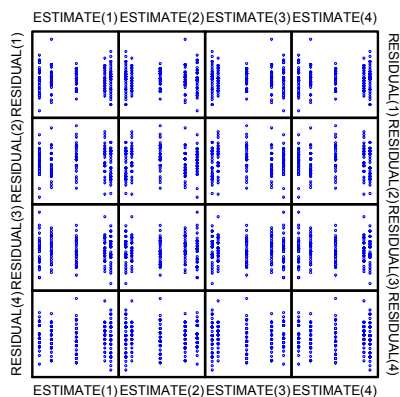 ESTIMATE(1) ESTIMATE(2) ESTIMATE(3) ESTIMATE(4)
RESIDUAL(1)
RESIDUAL(2)
RESIDUAL(3)
RESIDUAL(4)
RESIDUAL(1)
RESIDUAL(2)
RESIDUAL(3)
RESIDUAL(4)
ESTIMATE(1) ESTIMATE(2) ESTIMATE(3) ESTIMATE(4)